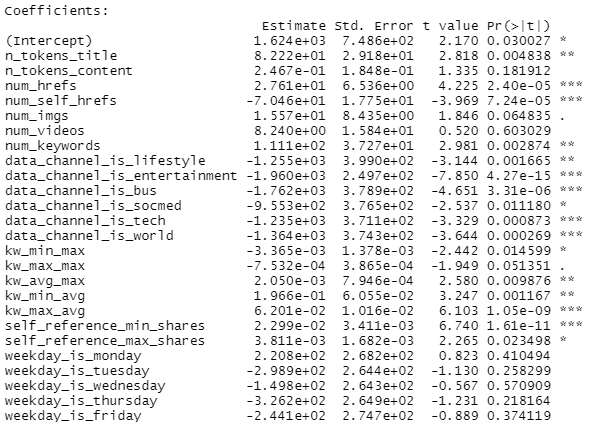 Coefficients:
                                Estimate Std. Error t value Pr(>|t|)
(Intercept)                    1.624e+03  7.486e+02   2.170 0.030027 *
n_tokens_title                 8.222e+01  2.918e+01   2.818 0.004838 **
n_tokens_content               2.467e-01  1.848e-01   1.335 0.181912
num_hrefs                      2.761e+01  6.536e+00   4.225 2.40e-05 ***
num_self_hrefs                -7.046e+01  1.775e+01  -3.969 7.24e-05 ***
num_imgs                       1.557e+01  8.435e+00   1.846 0.064835 .
num_videos                     8.240e+00  1.584e+01   0.520 0.603029
num_keywords                   1.111e+02  3.727e+01   2.981 0.002874 **
data_channel_is_lifestyle     -1.255e+03  3.990e+02  -3.144 0.001665 **
data_channel_is_entertainment -1.960e+03  2.497e+02  -7.850 4.27e-15 ***
data_channel_is_bus           -1.762e+03  3.789e+02  -4.651 3.31e-06 ***
data_channel_is_socmed        -9.553e+02  3.765e+02  -2.537 0.011180 *
data_channel_is_tech          -1.235e+03  3.711e+02  -3.329 0.000873 ***
data_channel_is_world         -1.364e+03  3.743e+02  -3.644 0.000269 ***
kw_min_max                    -3.365e-03  1.378e-03  -2.442 0.014599 *
kw_max_max                    -7.532e-04  3.865e-04  -1.949 0.051351 .
kw_avg_max                     2.050e-03  7.946e-04   2.580 0.009876 **
kw_min_avg                     1.966e-01  6.055e-02   3.247 0.001167 **
kw_max_avg                     6.201e-02  1.016e-02   6.103 1.05e-09 ***
self_reference_min_shares      2.299e-02  3.411e-03   6.740 1.61e-11 ***
self_reference_max_shares      3.811e-03  1.682e-03   2.265 0.023498 *
weekday_is_monday              2.208e+02  2.682e+02   0.823 0.410494
weekday_is_tuesday            -2.989e+02  2.644e+02  -1.130 0.258299
weekday_is_wednesday          -1.498e+02  2.643e+02  -0.567 0.570909
weekday_is_thursday           -3.262e+02  2.649e+02  -1.231 0.218164
weekday_is_friday             -2.441e+02  2.747e+02  -0.889 0.374119